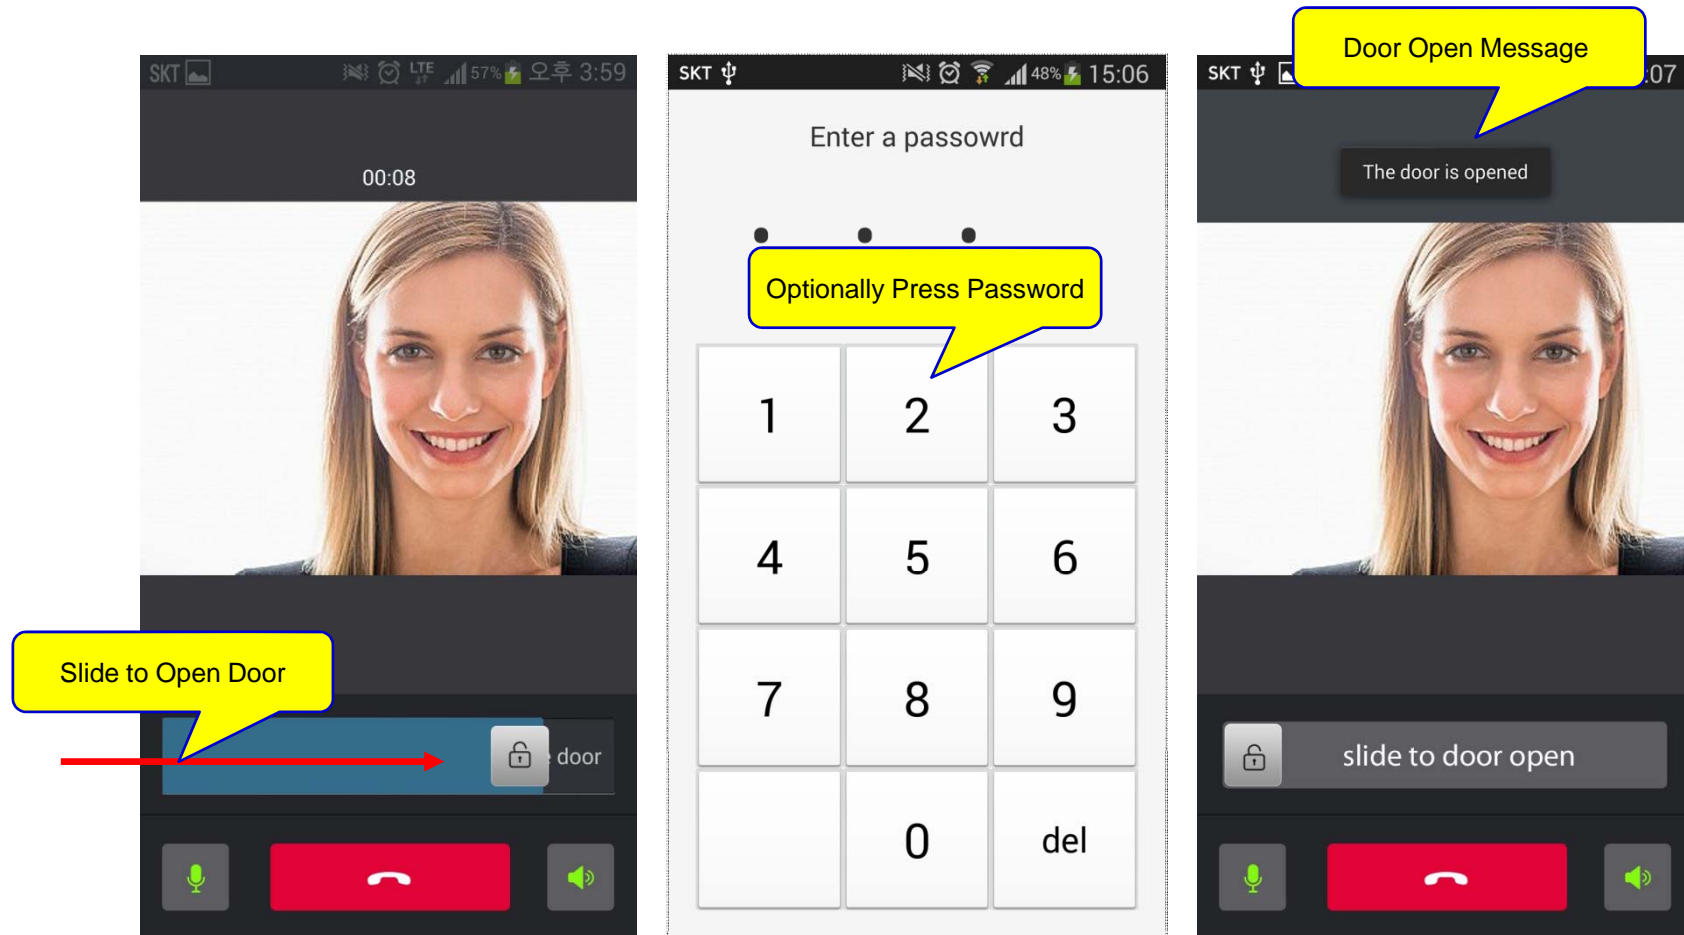 SKT LTE 57% 오후 3:59
00:08
Slide to Open Door
door
SKT 48% 15:06
Enter a passowrd
Optionally Press Password
1 2 3
4 5 6
7 8 9
0 del
Door Open Message
SKT :07
The door is opened
slide to door open